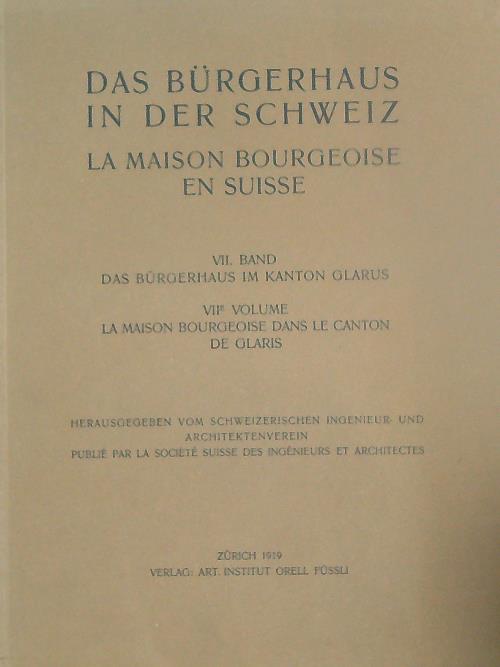 DAS BÜRGERHAUS
IN DER SCHWEIZ
LA MAISON BOURGEOISE
EN SUISSE
VII. BAND
DAS BÜRGERHAUS IM KANTON GLARUS
VIIE VOLUME
LA MAISON BOURGEOISE DANS LE CANTON
DE GLARIS
HERAUSGEGEBEN VOM SCHWEIZERISCHEN INGENIEUR- UND
ARCHITEKTENVEREIN
PUBLIÉ PAR LA SOCIÉTÉ SUISSE DES INGÉNIEURS ET ARCHITECTES
ZÜRICH 1919
VERLAG: ART. INSTITUT ORELL FÜSSLI